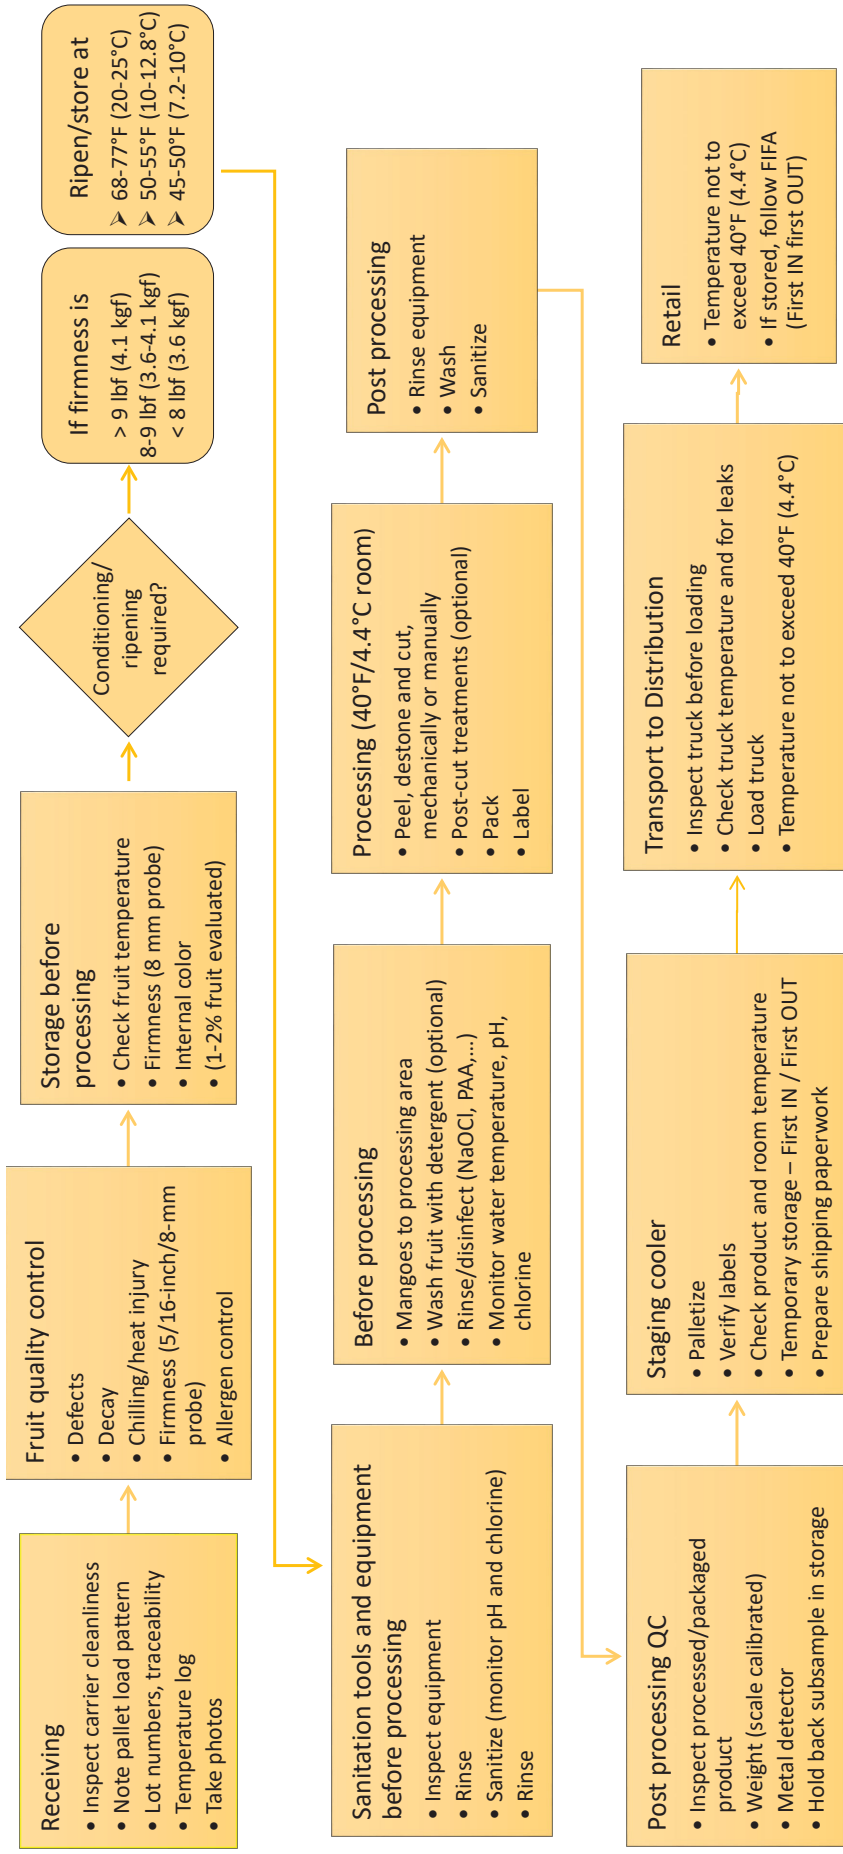 Receiving
• Inspect carrier cleanliness
• Note pallet load pattern
• Lot numbers, traceability
• Temperature log
• Take photos
Fruit quality control
• Defects
• Decay
• Chilling/heat injury
• Firmness (5/16-inch/8-mm
probe)
• Allergen control
Storage before
processing
• Check fruit temperature
• Firmness (8 mm probe)
• Internal color
• (1-2% fruit evaluated)
Conditioning/
ripening
required?
If firmness is
> 9 lbf (4.1 kgf)
8-9 lbf (3.6-4.1 kgf)
< 8 lbf (3.6 kgf)
Ripen/store at
➢ 68-77°F (20-25°C)
➢ 50-55°F (10-12.8°C)
➢ 45-50°F (7.2-10°C)
Sanitation tools and equipment
before processing
• Inspect equipment
• Rinse
• Sanitize (monitor pH and chlorine)
• Rinse
Before processing
• Mangoes to processing area
• Wash fruit with detergent (optional)
• Rinse/disinfect (NaOCl, PAA,...)
• Monitor water temperature, pH,
chlorine
Processing (40°F/4.4°C room)
• Peel, destone and cut,
mechanically or manually
• Post-cut treatments (optional)
• Pack
• Label
Post processing
• Rinse equipment
• Wash
• Sanitize
Post processing QC
• Inspect processed/packaged
product
• Weight (scale calibrated)
• Metal detector
• Hold back subsample in storage
Staging cooler
• Palletize
• Verify labels
• Check product and room temperature
• Temporary storage – First IN / First OUT
• Prepare shipping paperwork
Transport to Distribution
• Inspect truck before loading
• Check truck temperature and for leaks
• Load truck
• Temperature not to exceed 40°F (4.4°C)
Retail
• Temperature not to
exceed 40°F (4.4°C)
• If stored, follow FIFA
(First IN first OUT)